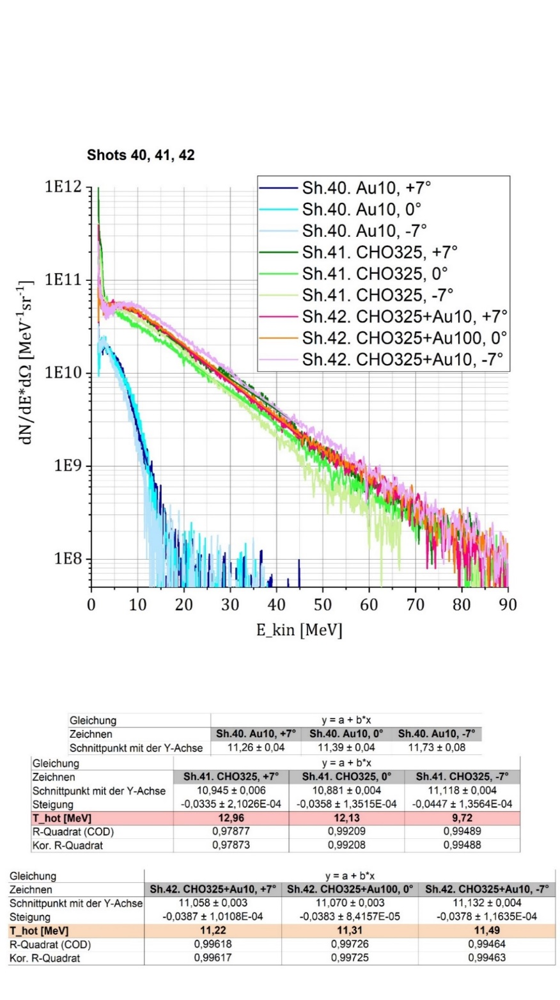 Shots 40, 41, 42
1E12
1E11
1E10
1E9
1E8
dN/dE*dΩ [MeV⁻¹sr⁻¹]
Sh.40. Au10, +7°
Sh.40. Au10, 0°
Sh.40. Au10, -7°
Sh.41. CHO325, +7°
Sh.41. CHO325, 0°
Sh.41. CHO325, -7°
Sh.42. CHO325+Au10, +7°
Sh.42. CHO325+Au100, 0°
Sh.42. CHO325+Au10, -7°
0 10 20 30 40 50 60 70 80 90
E_kin [MeV]
Gleichung y = a + b*x
Zeichnen Sh.40. Au10, +7° Sh.40. Au10, 0° Sh.40. Au10, -7°
Schnittpunkt mit der Y-Achse 11,26 ± 0,04 11,39 ± 0,04 11,73 ± 0,08
Gleichung y = a + b*x
Zeichnen Sh.41. CHO325, +7° Sh.41. CHO325, 0° Sh.41. CHO325, -7°
Schnittpunkt mit der Y-Achse 10,945 ± 0,006 10,881 ± 0,004 11,118 ± 0,004
Steigung -0,0335 ± 2,1026E-04 -0,0358 ± 1,3515E-04 -0,0447 ± 1,3564E-04
T_hot [MeV] 12,96 12,13 9,72
R-Quadrat (COD) 0,97877 0,99209 0,99489
Kor. R-Quadrat 0,97873 0,99208 0,99488
Gleichung y = a + b*x
Zeichnen Sh.42. CHO325+Au10, +7° Sh.42. CHO325+Au100, 0° Sh.42. CHO325+Au10, -7°
Schnittpunkt mit der Y-Achse 11,058 ± 0,003 11,070 ± 0,003 11,132 ± 0,004
Steigung -0,0387 ± 1,0108E-04 -0,0383 ± 8,4157E-05 -0,0378 ± 1,1635E-04
T_hot [MeV] 11,22 11,31 11,49
R-Quadrat (COD) 0,99618 0,99726 0,99464
Kor. R-Quadrat 0,99617 0,99725 0,99463